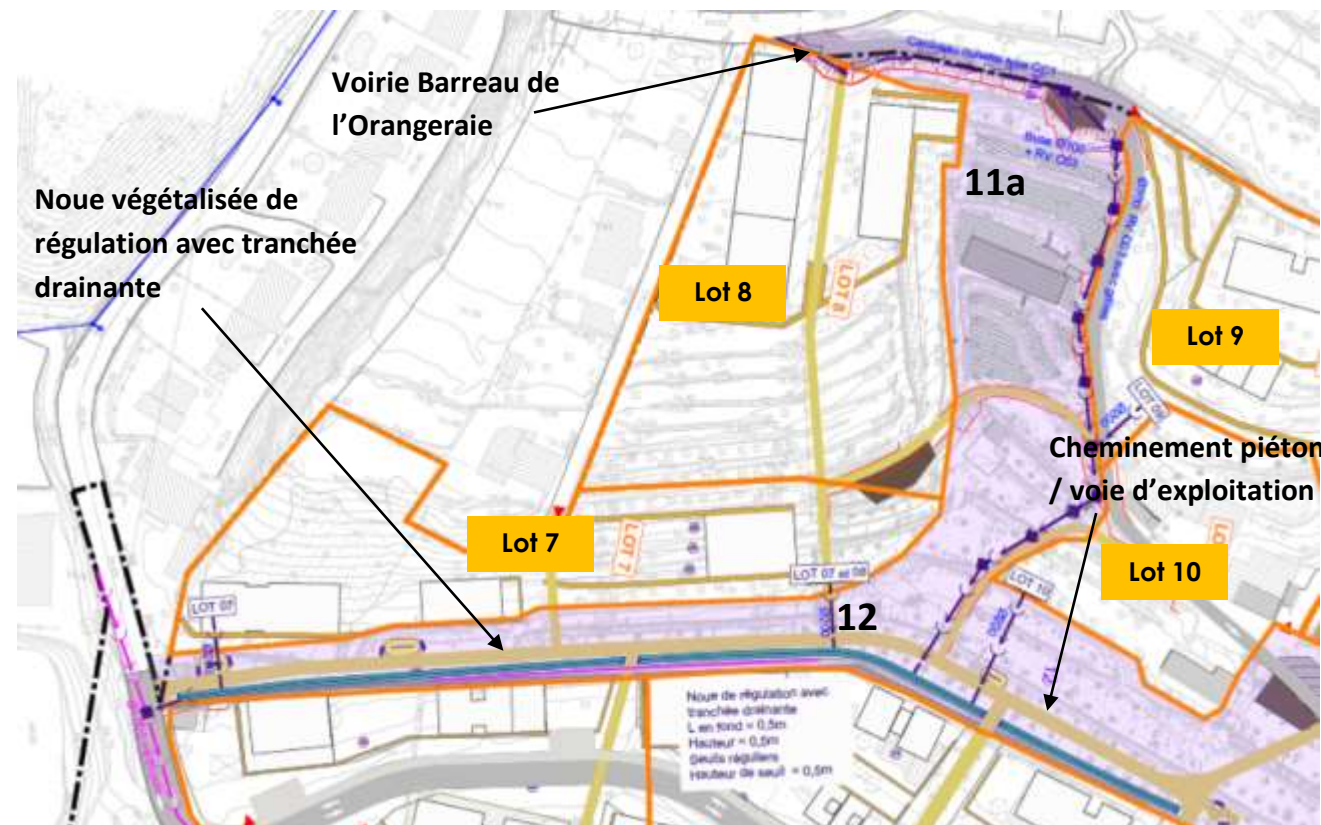 Voirie Barreau de
l’Orangeraie
Noue végétalisée de
régulation avec tranchée
drainante
11a
Lot 8
LOT 8
Lot 9
LOT 09
Cheminement piéton
/ voie d’exploitation
Lot 7
LOT 7
Lot 10
LOT 10
LOT 07 et 08
LOT 07
12
Noue de régulation avec
tranchée drainante
L en fond = 0,5m
Hauteur = 0,5m
Seuils réguliers
Hauteur de seuil = 0,5m